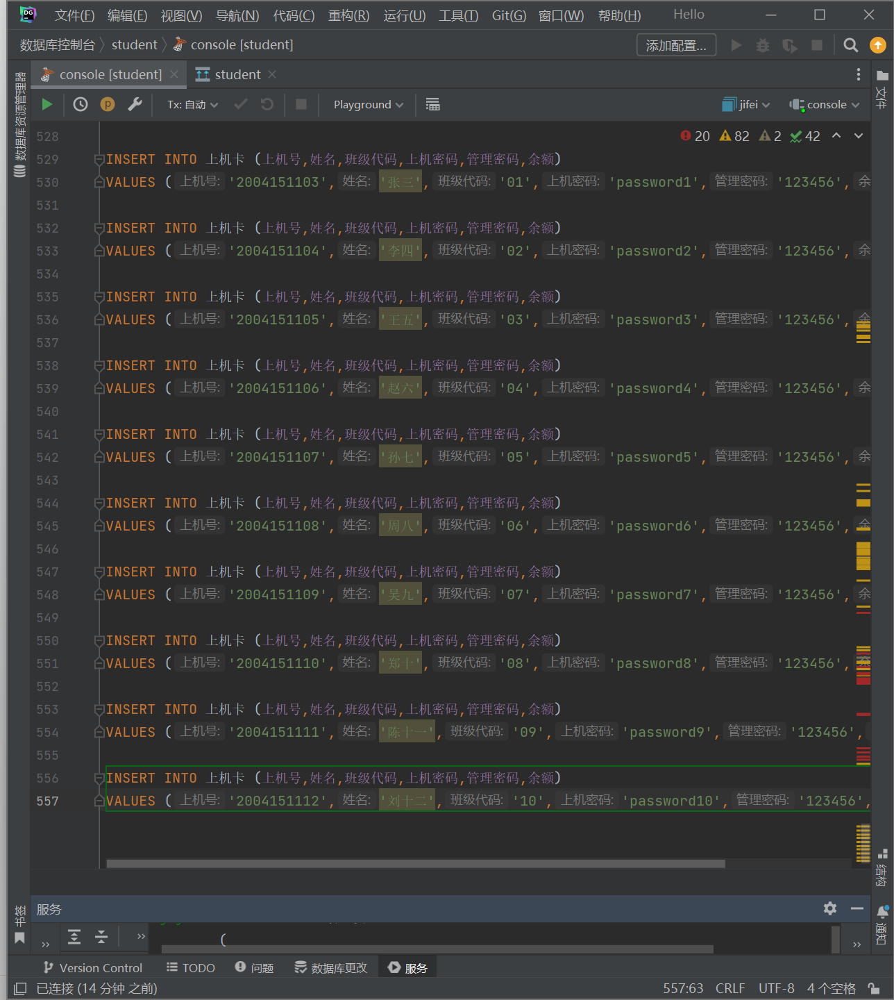 文件(F) 编辑(E) 视图(V) 导航(N) 代码(C) 重构(R) 运行(U) 工具(T) Git(G) 窗口(W) 帮助(H) Hello
数据库控制台 student console [student] 添加配置...
console [student] student
Tx: 自动 Playground jifei console
数据库资源管理器
文件
20 82 2 42
528
529 INSERT INTO 上机卡 (上机号,姓名,班级代码,上机密码,管理密码,余额)
530 VALUES ( 上机号: '2004151103', 姓名: '张三', 班级代码: '01', 上机密码: 'password1', 管理密码: '123456', 余
531
532 INSERT INTO 上机卡 (上机号,姓名,班级代码,上机密码,管理密码,余额)
533 VALUES ( 上机号: '2004151104', 姓名: '李四', 班级代码: '02', 上机密码: 'password2', 管理密码: '123456', 余
534
535 INSERT INTO 上机卡 (上机号,姓名,班级代码,上机密码,管理密码,余额)
536 VALUES ( 上机号: '2004151105', 姓名: '王五', 班级代码: '03', 上机密码: 'password3', 管理密码: '123456', 余
537
538 INSERT INTO 上机卡 (上机号,姓名,班级代码,上机密码,管理密码,余额)
539 VALUES ( 上机号: '2004151106', 姓名: '赵六', 班级代码: '04', 上机密码: 'password4', 管理密码: '123456', 余
540
541 INSERT INTO 上机卡 (上机号,姓名,班级代码,上机密码,管理密码,余额)
542 VALUES ( 上机号: '2004151107', 姓名: '孙七', 班级代码: '05', 上机密码: 'password5', 管理密码: '123456', 余
543
544 INSERT INTO 上机卡 (上机号,姓名,班级代码,上机密码,管理密码,余额)
545 VALUES ( 上机号: '2004151108', 姓名: '周八', 班级代码: '06', 上机密码: 'password6', 管理密码: '123456', 余
546
547 INSERT INTO 上机卡 (上机号,姓名,班级代码,上机密码,管理密码,余额)
548 VALUES ( 上机号: '2004151109', 姓名: '吴九', 班级代码: '07', 上机密码: 'password7', 管理密码: '123456', 余
549
550 INSERT INTO 上机卡 (上机号,姓名,班级代码,上机密码,管理密码,余额)
551 VALUES ( 上机号: '2004151110', 姓名: '郑十', 班级代码: '08', 上机密码: 'password8', 管理密码: '123456', 余
552
553 INSERT INTO 上机卡 (上机号,姓名,班级代码,上机密码,管理密码,余额)
554 VALUES ( 上机号: '2004151111', 姓名: '陈十一', 班级代码: '09', 上机密码: 'password9', 管理密码: '123456',
555
556 INSERT INTO 上机卡 (上机号,姓名,班级代码,上机密码,管理密码,余额)
557 VALUES ( 上机号: '2004151112', 姓名: '刘十二', 班级代码: '10', 上机密码: 'password10', 管理密码: '123456',
结构
服务
书签
通知
(
Version Control TODO 问题 数据库更改 服务
已连接 (14 分钟 之前) 557:63 CRLF UTF-8 4 个空格